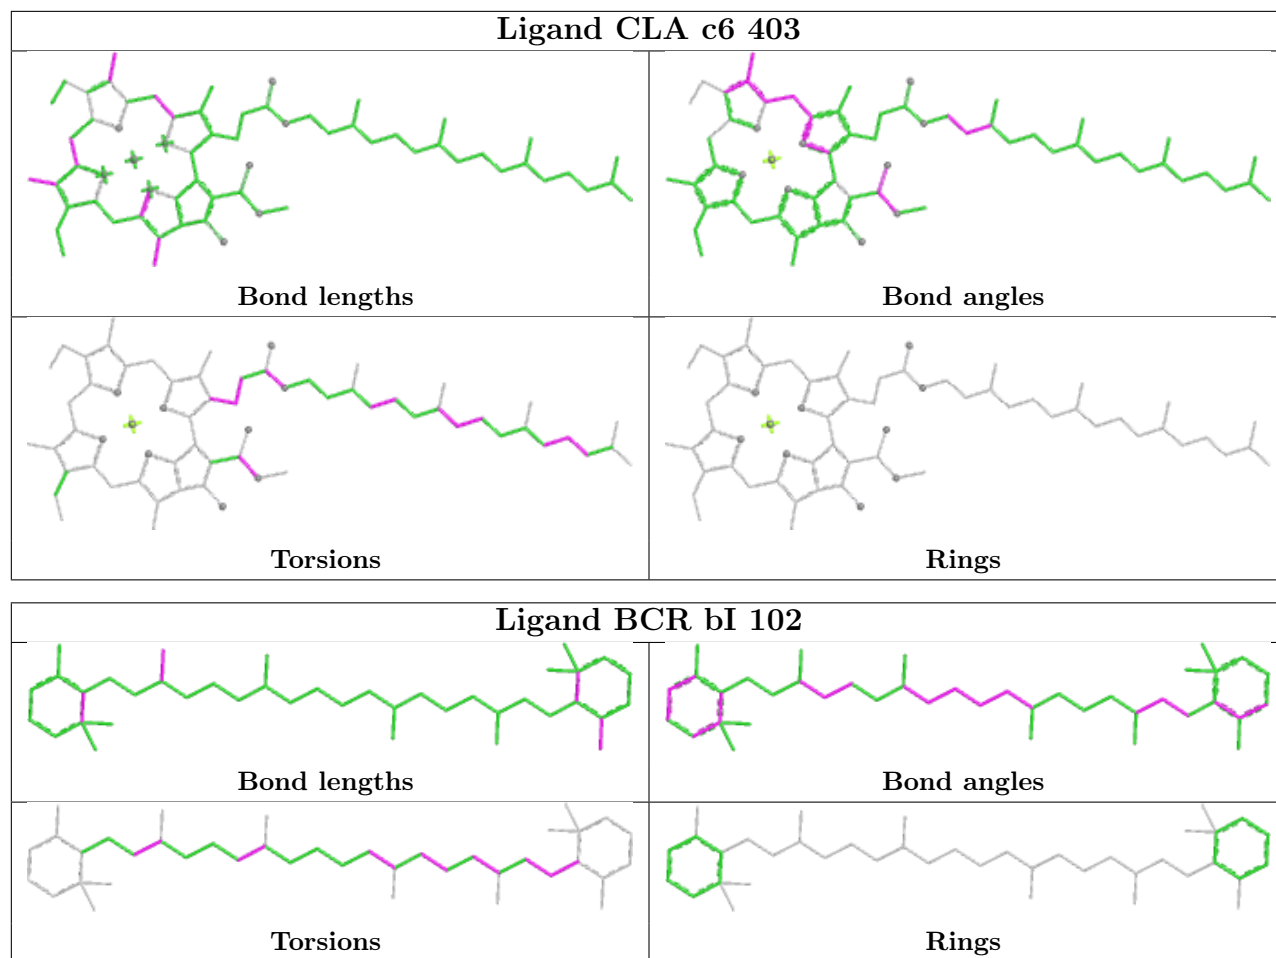 Ligand CLA c6 403
Bond lengths
Bond angles
Torsions
Rings
Ligand BCR bI 102
Bond lengths
Bond angles
Torsions
Rings